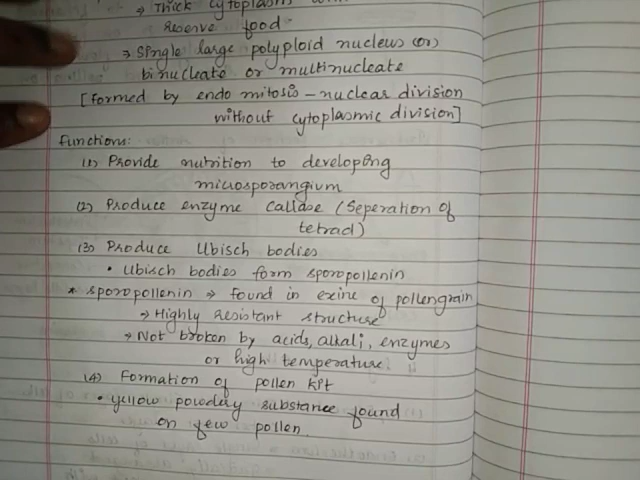 → Thick cytoplasm
reserve food
→ Single large polyploid nucleus (or)
binucleate or multinucleate
[formed by endo mitosis – nuclear division
without cytoplasmic division]
Functions:
(1) Provide nutrition to developing
microsporangium
(2) Produce enzyme callase (Seperation of
tetrad)
(3) Produce Ubisch bodies
• Ubisch bodies form sporopollenin
* sporopollenin → found in exine of pollengrain
→ Highly resistant structure
→ Not broken by acids, alkali, enzymes
or high temperature.
(4) Formation of pollen kit
• yellow powdery substance found
on few pollen.